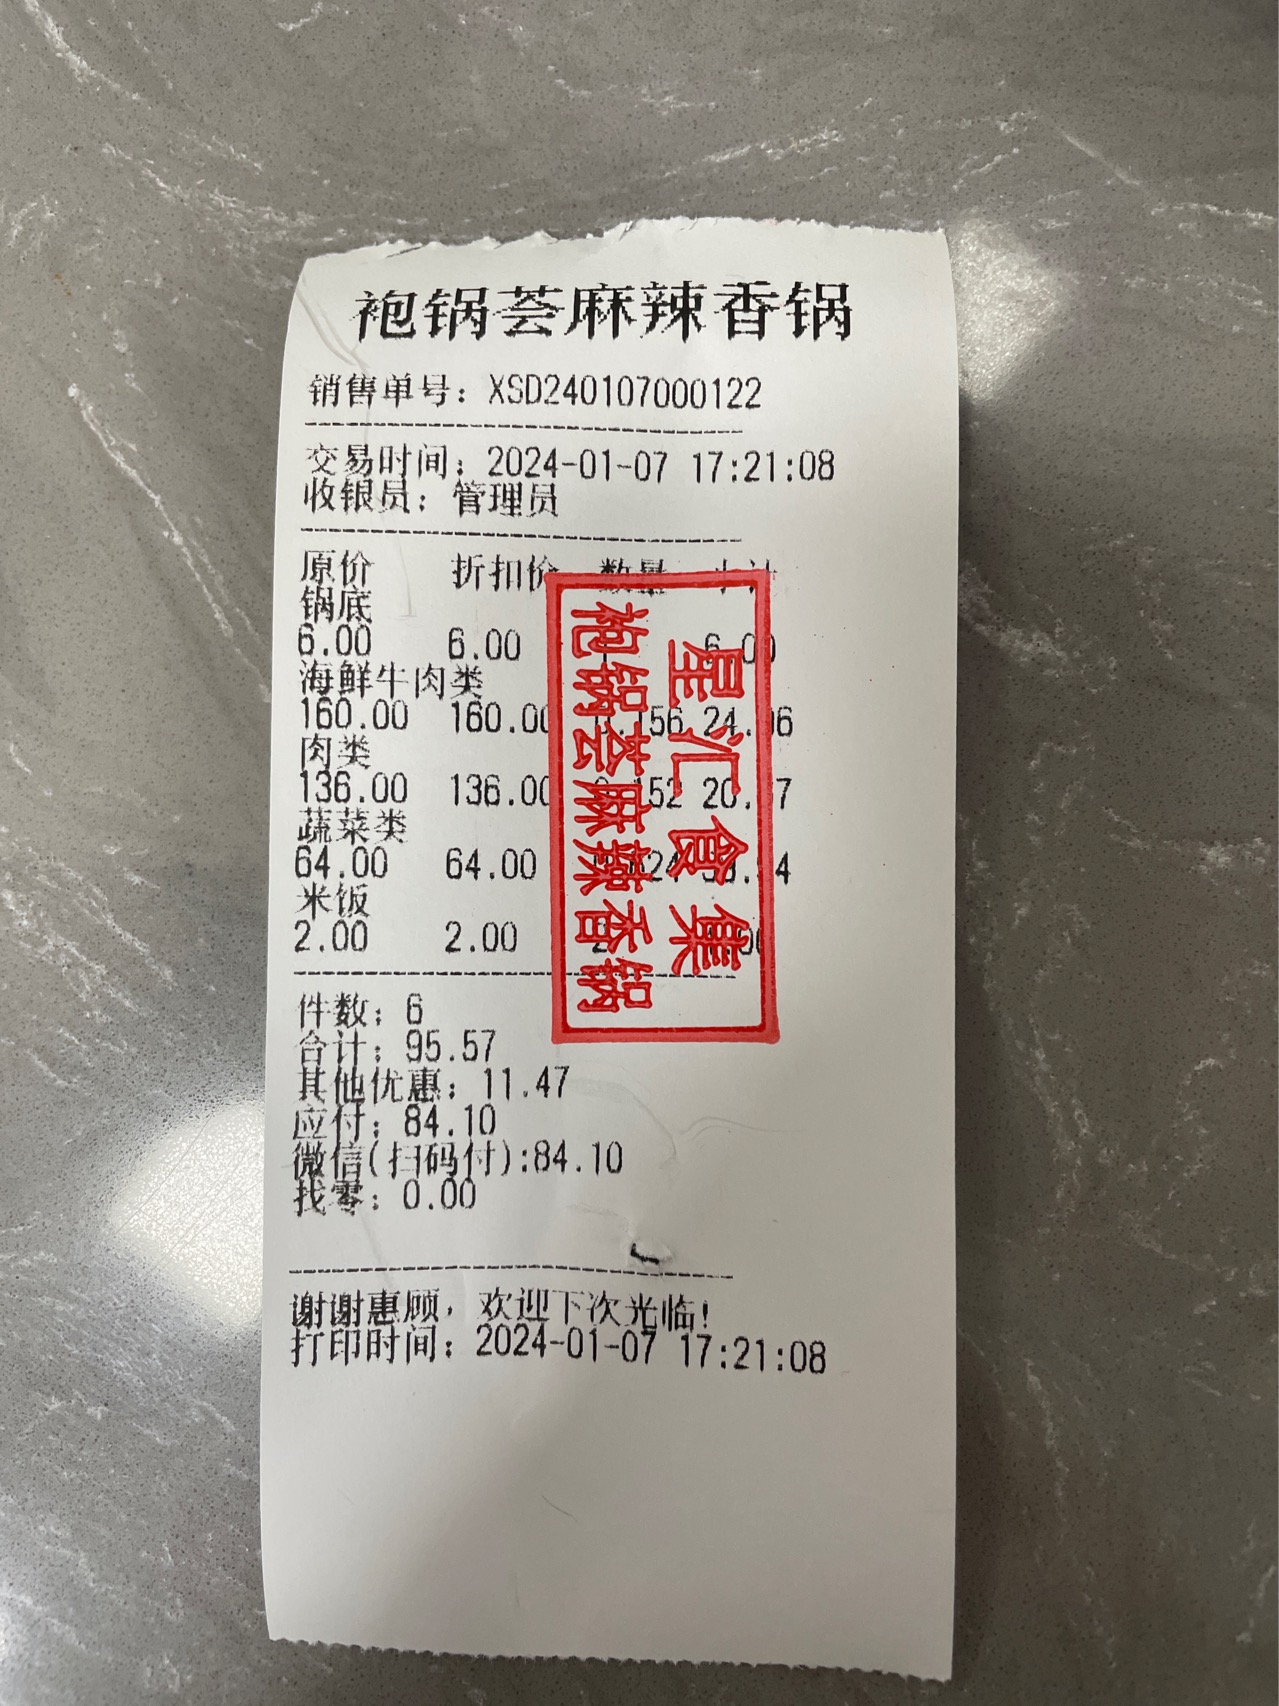 袍锅荟麻辣香锅
销售单号：XSD240107000122
交易时间：2024-01-07 17:21:08
收银员：管理员
原价 折扣价 数量 小计
锅底
6.00 6.00 6.00
海鲜牛肉类
160.00 160.00 0.156
肉类
136.00 136.00 0.152
蔬菜类
64.00 64.00
米饭
2.00 2.00
星汇食集
袍锅荟麻辣香锅
件数：6
合计：95.57
其他优惠：11.47
应付：84.10
微信(扫码付):84.10
找零：0.00
谢谢惠顾，欢迎下次光临!
打印时间：2024-01-07 17:21:08